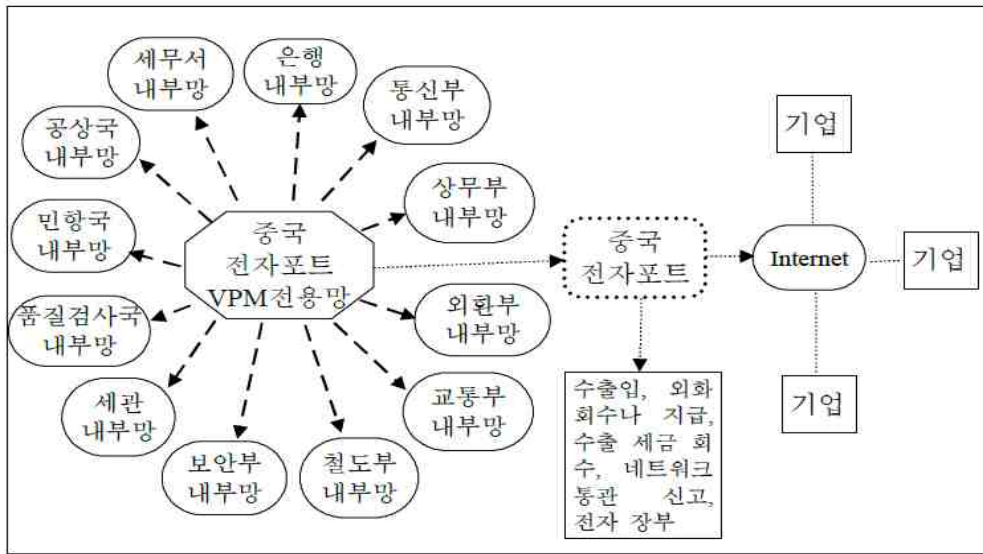 세무서
내부망
은행
내부망
통신부
내부망
공상국
내부망
상무부
내부망
민항국
내부망
중국
전자포트
VPM전용망
품질검사국
내부망
외환부
내부망
세관
내부망
교통부
내부망
보안부
내부망
철도부
내부망
중국
전자포트
수출입, 외화
회수나 지급,
수출 세금 회
수, 네트워크
통관 신고,
전자 장부
Internet
기업
기업
기업